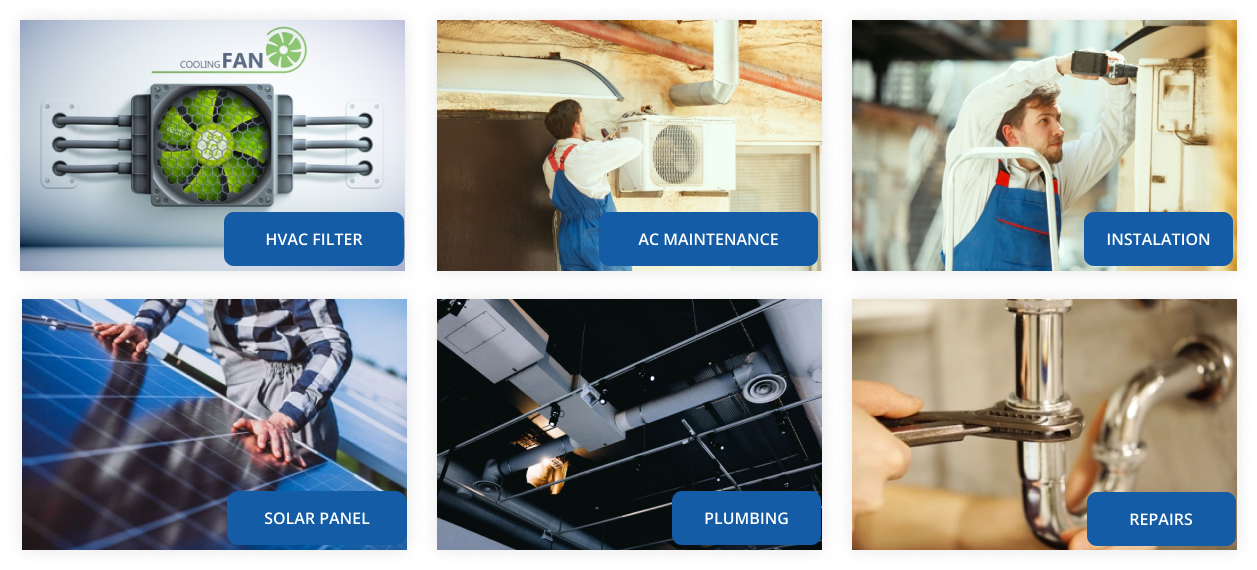 COOLING FAN
HVAC FILTER
AC MAINTENANCE
INSTALATION
SOLAR PANEL
PLUMBING
REPAIRS